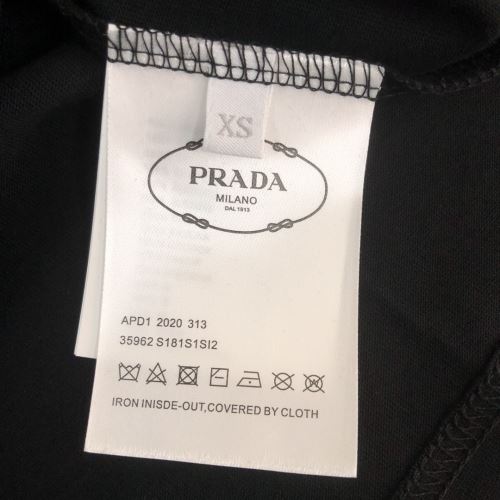 XS
PRADA
MILANO
DAL 1913
APD1 2020 313
35962 S181S1SI2
IRON INISDE-OUT,COVERED BY CLOTH